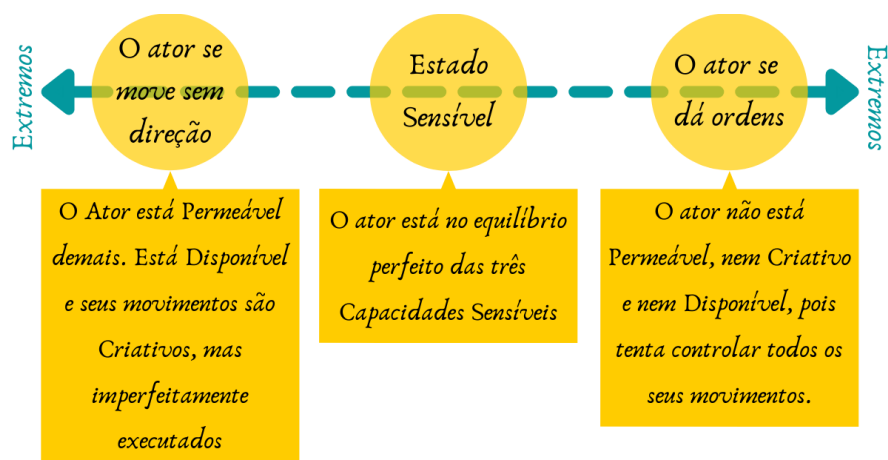 Extremos
O ator se
move sem
direção
Estado
Sensível
O ator se
dá ordens
Extremos
O Ator está Permeável
demais. Está Disponível
e seus movimentos são
Criativos, mas
imperfeitamente
executados
O ator está no equilíbrio
perfeito das três
Capacidades Sensíveis
O ator não está
Permeável, nem Criativo
e nem Disponível, pois
tenta controlar todos os
seus movimentos.